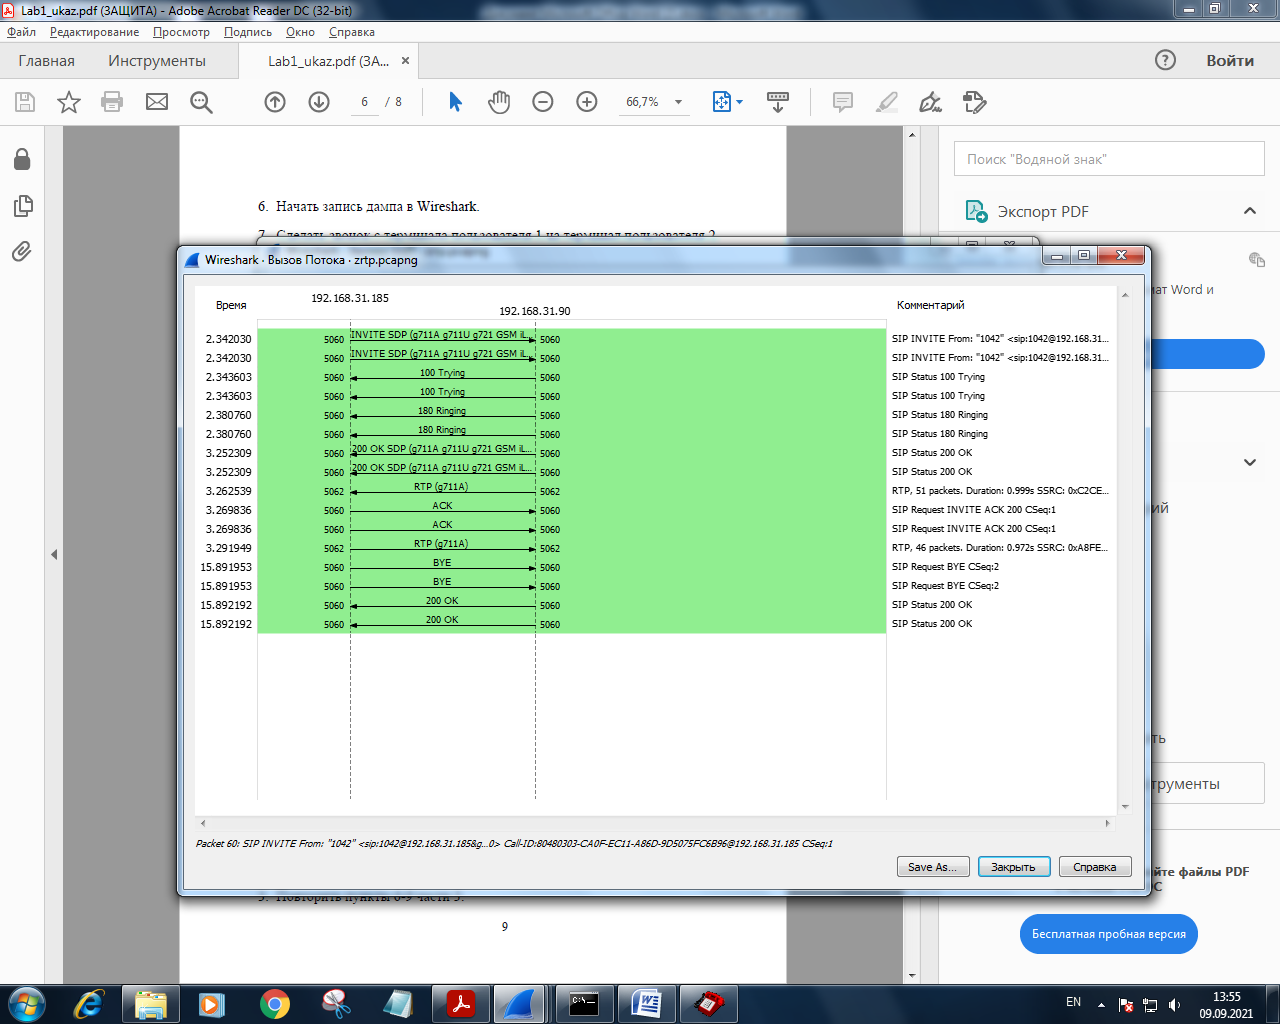 Lab1_ukaz.pdf (ЗАЩИТА) - Adobe Acrobat Reader DC (32-bit)
Файл Редактирование Просмотр Подпись Окно Справка
Главная Инструменты Lab1_ukaz.pdf (ЗА... × Войти
6 / 8 66,7%
Поиск "Водяной знак"
Экспорт PDF
6. Начать запись дампа в Wireshark.
7. Сделать звонок с терминала пользователя 1 на терминал пользователя 2.
Wireshark · Вызов Потока · zrtp.pcapng
мат Word и
Время 192.168.31.185 192.168.31.90 Комментарий
2.342030 5060 INVITE SDP (g711A g711U g721 GSM iL... 5060 SIP INVITE From: "1042" <sip:1042@192.168.31...
2.342030 5060 INVITE SDP (g711A g711U g721 GSM iL... 5060 SIP INVITE From: "1042" <sip:1042@192.168.31...
2.343603 5060 100 Trying 5060 SIP Status 100 Trying
2.343603 5060 100 Trying 5060 SIP Status 100 Trying
2.380760 5060 180 Ringing 5060 SIP Status 180 Ringing
2.380760 5060 180 Ringing 5060 SIP Status 180 Ringing
3.252309 5060 200 OK SDP (g711A g711U g721 GSM iL... 5060 SIP Status 200 OK
3.252309 5060 200 OK SDP (g711A g711U g721 GSM iL... 5060 SIP Status 200 OK
3.262539 5062 RTP (g711A) 5062 RTP, 51 packets. Duration: 0.999s SSRC: 0xC2CE...
3.269836 5060 ACK 5060 SIP Request INVITE ACK 200 CSeq:1
3.269836 5060 ACK 5060 SIP Request INVITE ACK 200 CSeq:1
3.291949 5062 RTP (g711A) 5062 RTP, 46 packets. Duration: 0.972s SSRC: 0xA8FE...
15.891953 5060 BYE 5060 SIP Request BYE CSeq:2
15.891953 5060 BYE 5060 SIP Request BYE CSeq:2
15.892192 5060 200 OK 5060 SIP Status 200 OK
15.892192 5060 200 OK 5060 SIP Status 200 OK
ий
ть
трументы
Packet 60: SIP INVITE From: "1042" <sip:1042@192.168.31.185&g...0> Call-ID:80480303-CA0F-EC11-A86D-9D5075FC6B96@192.168.31.185 CSeq:1
Save As... Закрыть Справка
йте файлы PDF
С
Бесплатная пробная версия
9
EN 13:55
09.09.2021